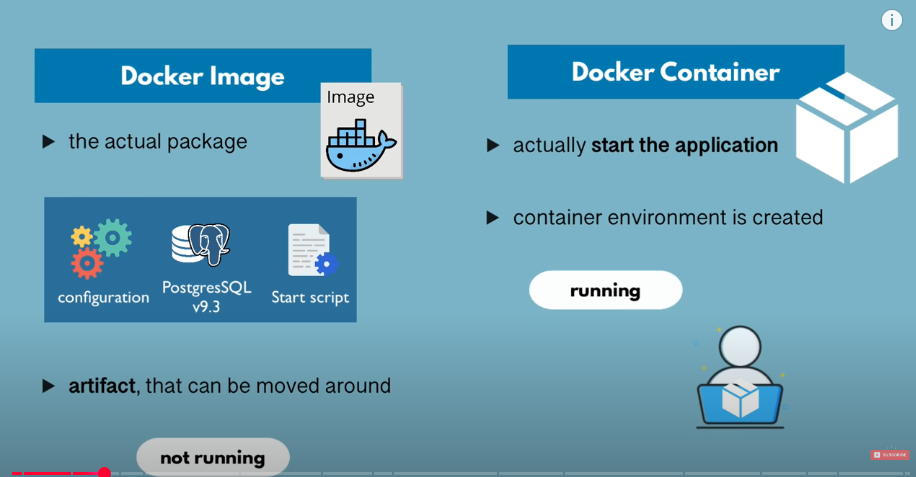 Docker Image
Image
the actual package
configuration
PostgresSQL
v9.3
Start script
artifact, that can be moved around
not running
Docker Container
actually start the application
container environment is created
running
i
SUBSCRIBE